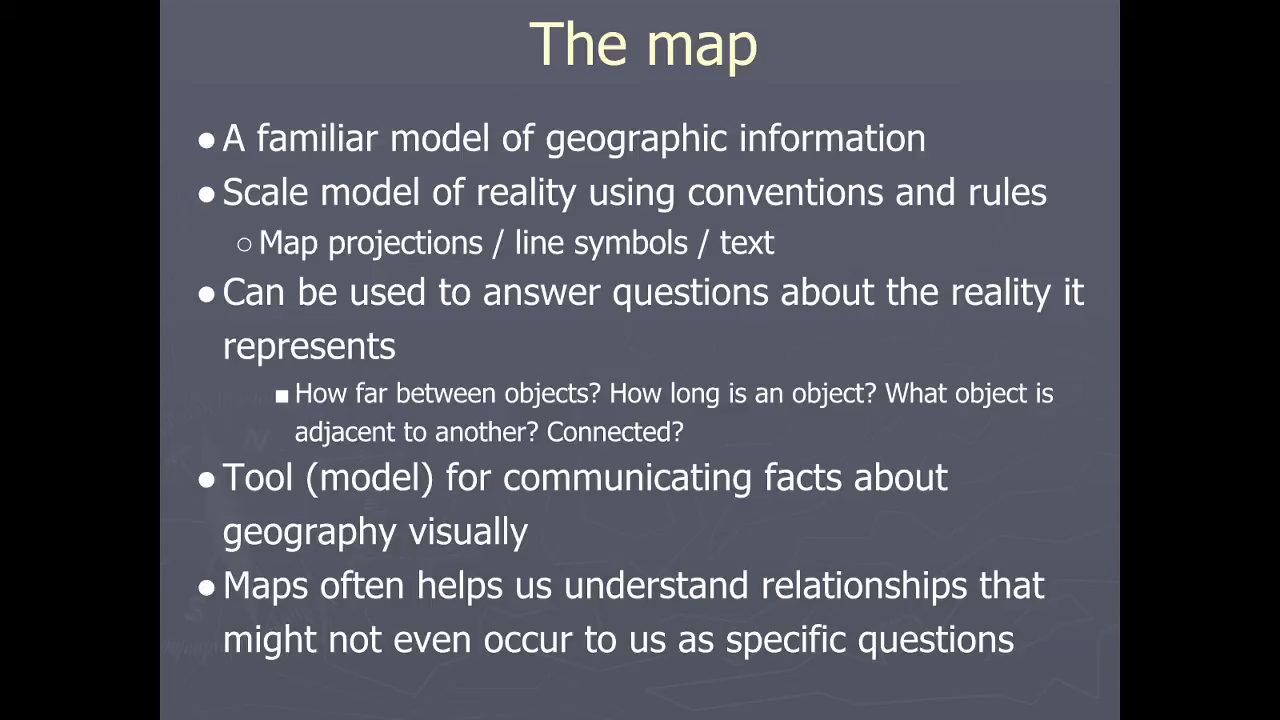 The map
● A familiar model of geographic information
● Scale model of reality using conventions and rules
○ Map projections / line symbols / text
● Can be used to answer questions about the reality it
represents
■ How far between objects? How long is an object? What object is
adjacent to another? Connected?
● Tool (model) for communicating facts about
geography visually
● Maps often helps us understand relationships that
might not even occur to us as specific questions
N
S